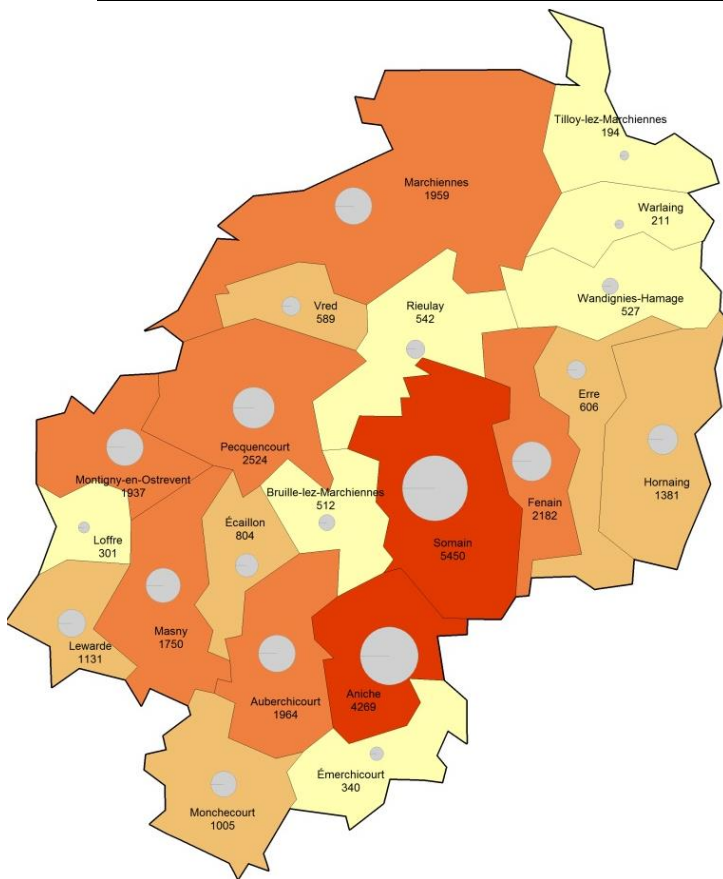 Tilloy-lez-Marchiennes
194
Marchiennes
1959
Warlaing
211
Wandignies-Hamage
527
Vred
589
Rieulay
542
Erre
606
Pecquencourt
2524
Montigny-en-Ostrevent
1937
Hornaing
1381
Fenain
2182
Bruille-lez-Marchiennes
512
Écaillon
804
Loffre
301
Somain
5450
Masny
1750
Lewarde
1131
Auberchicourt
1964
Aniche
4269
Émerchicourt
340
Monchecourt
1005